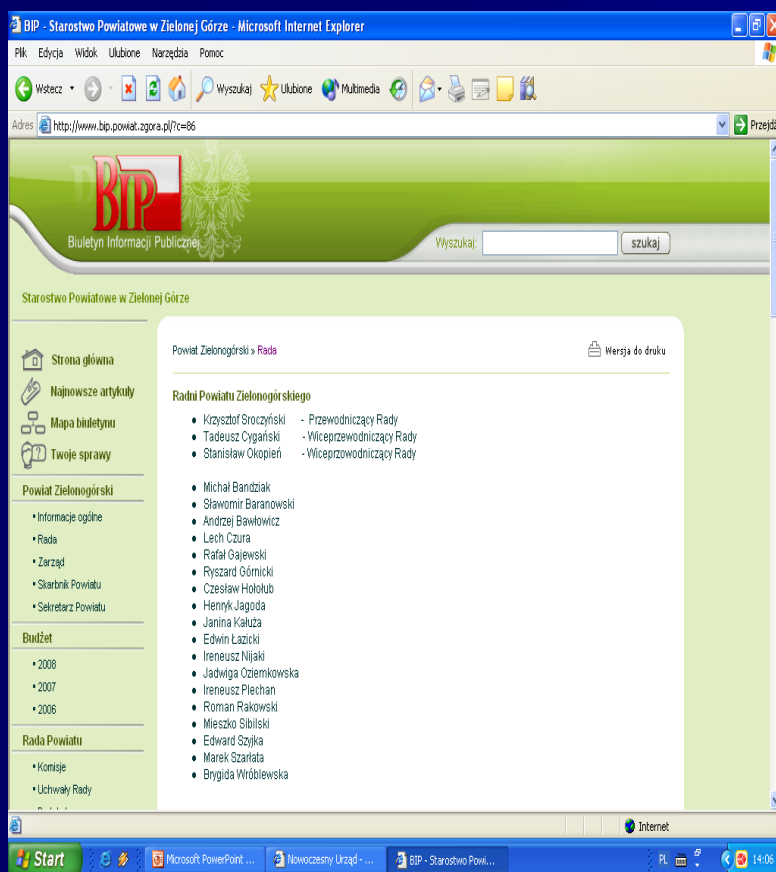 BIP - Starostwo Powiatowe w Zielonej Górze - Microsoft Internet Explorer
Plik Edycja Widok Ulubione Narzędzia Pomoc
Wstecz Wyszukaj Ulubione Multimedia
Adres http://www.bip.powiat.zgora.pl/?c=86 Przejdź
BIP
Biuletyn Informacji Publicznej
Wyszukaj: szukaj
Starostwo Powiatowe w Zielonej Górze
Strona główna
Najnowsze artykuły
Mapa biuletynu
Twoje sprawy
Powiat Zielonogórski
Informacje ogólne
Rada
Zarząd
Skarbnik Powiatu
Sekretarz Powiatu
Budżet
2008
2007
2006
Rada Powiatu
Komisje
Uchwały Rady
Powiat Zielonogórski » Rada
Wersja do druku
Radni Powiatu Zielonogórskiego
Krzysztof Sroczyński - Przewodniczący Rady
Tadeusz Cygański - Wiceprzewodniczący Rady
Stanisław Okopień - Wiceprzowodniczący Rady
Michał Bandziak
Sławomir Baranowski
Andrzej Bawłowicz
Lech Czura
Rafał Gajewski
Ryszard Górnicki
Czesław Hołołub
Henryk Jagoda
Janina Kałuża
Edwin Łazicki
Ireneusz Nijaki
Jadwiga Oziemkowska
Ireneusz Plechan
Roman Rakowski
Mieszko Sibilski
Edward Szyjka
Marek Szarłata
Brygida Wróblewska
Internet
Start Microsoft PowerPoint ... Nowoczesny Urząd - ... BIP - Starostwo Powi... PL 14:06